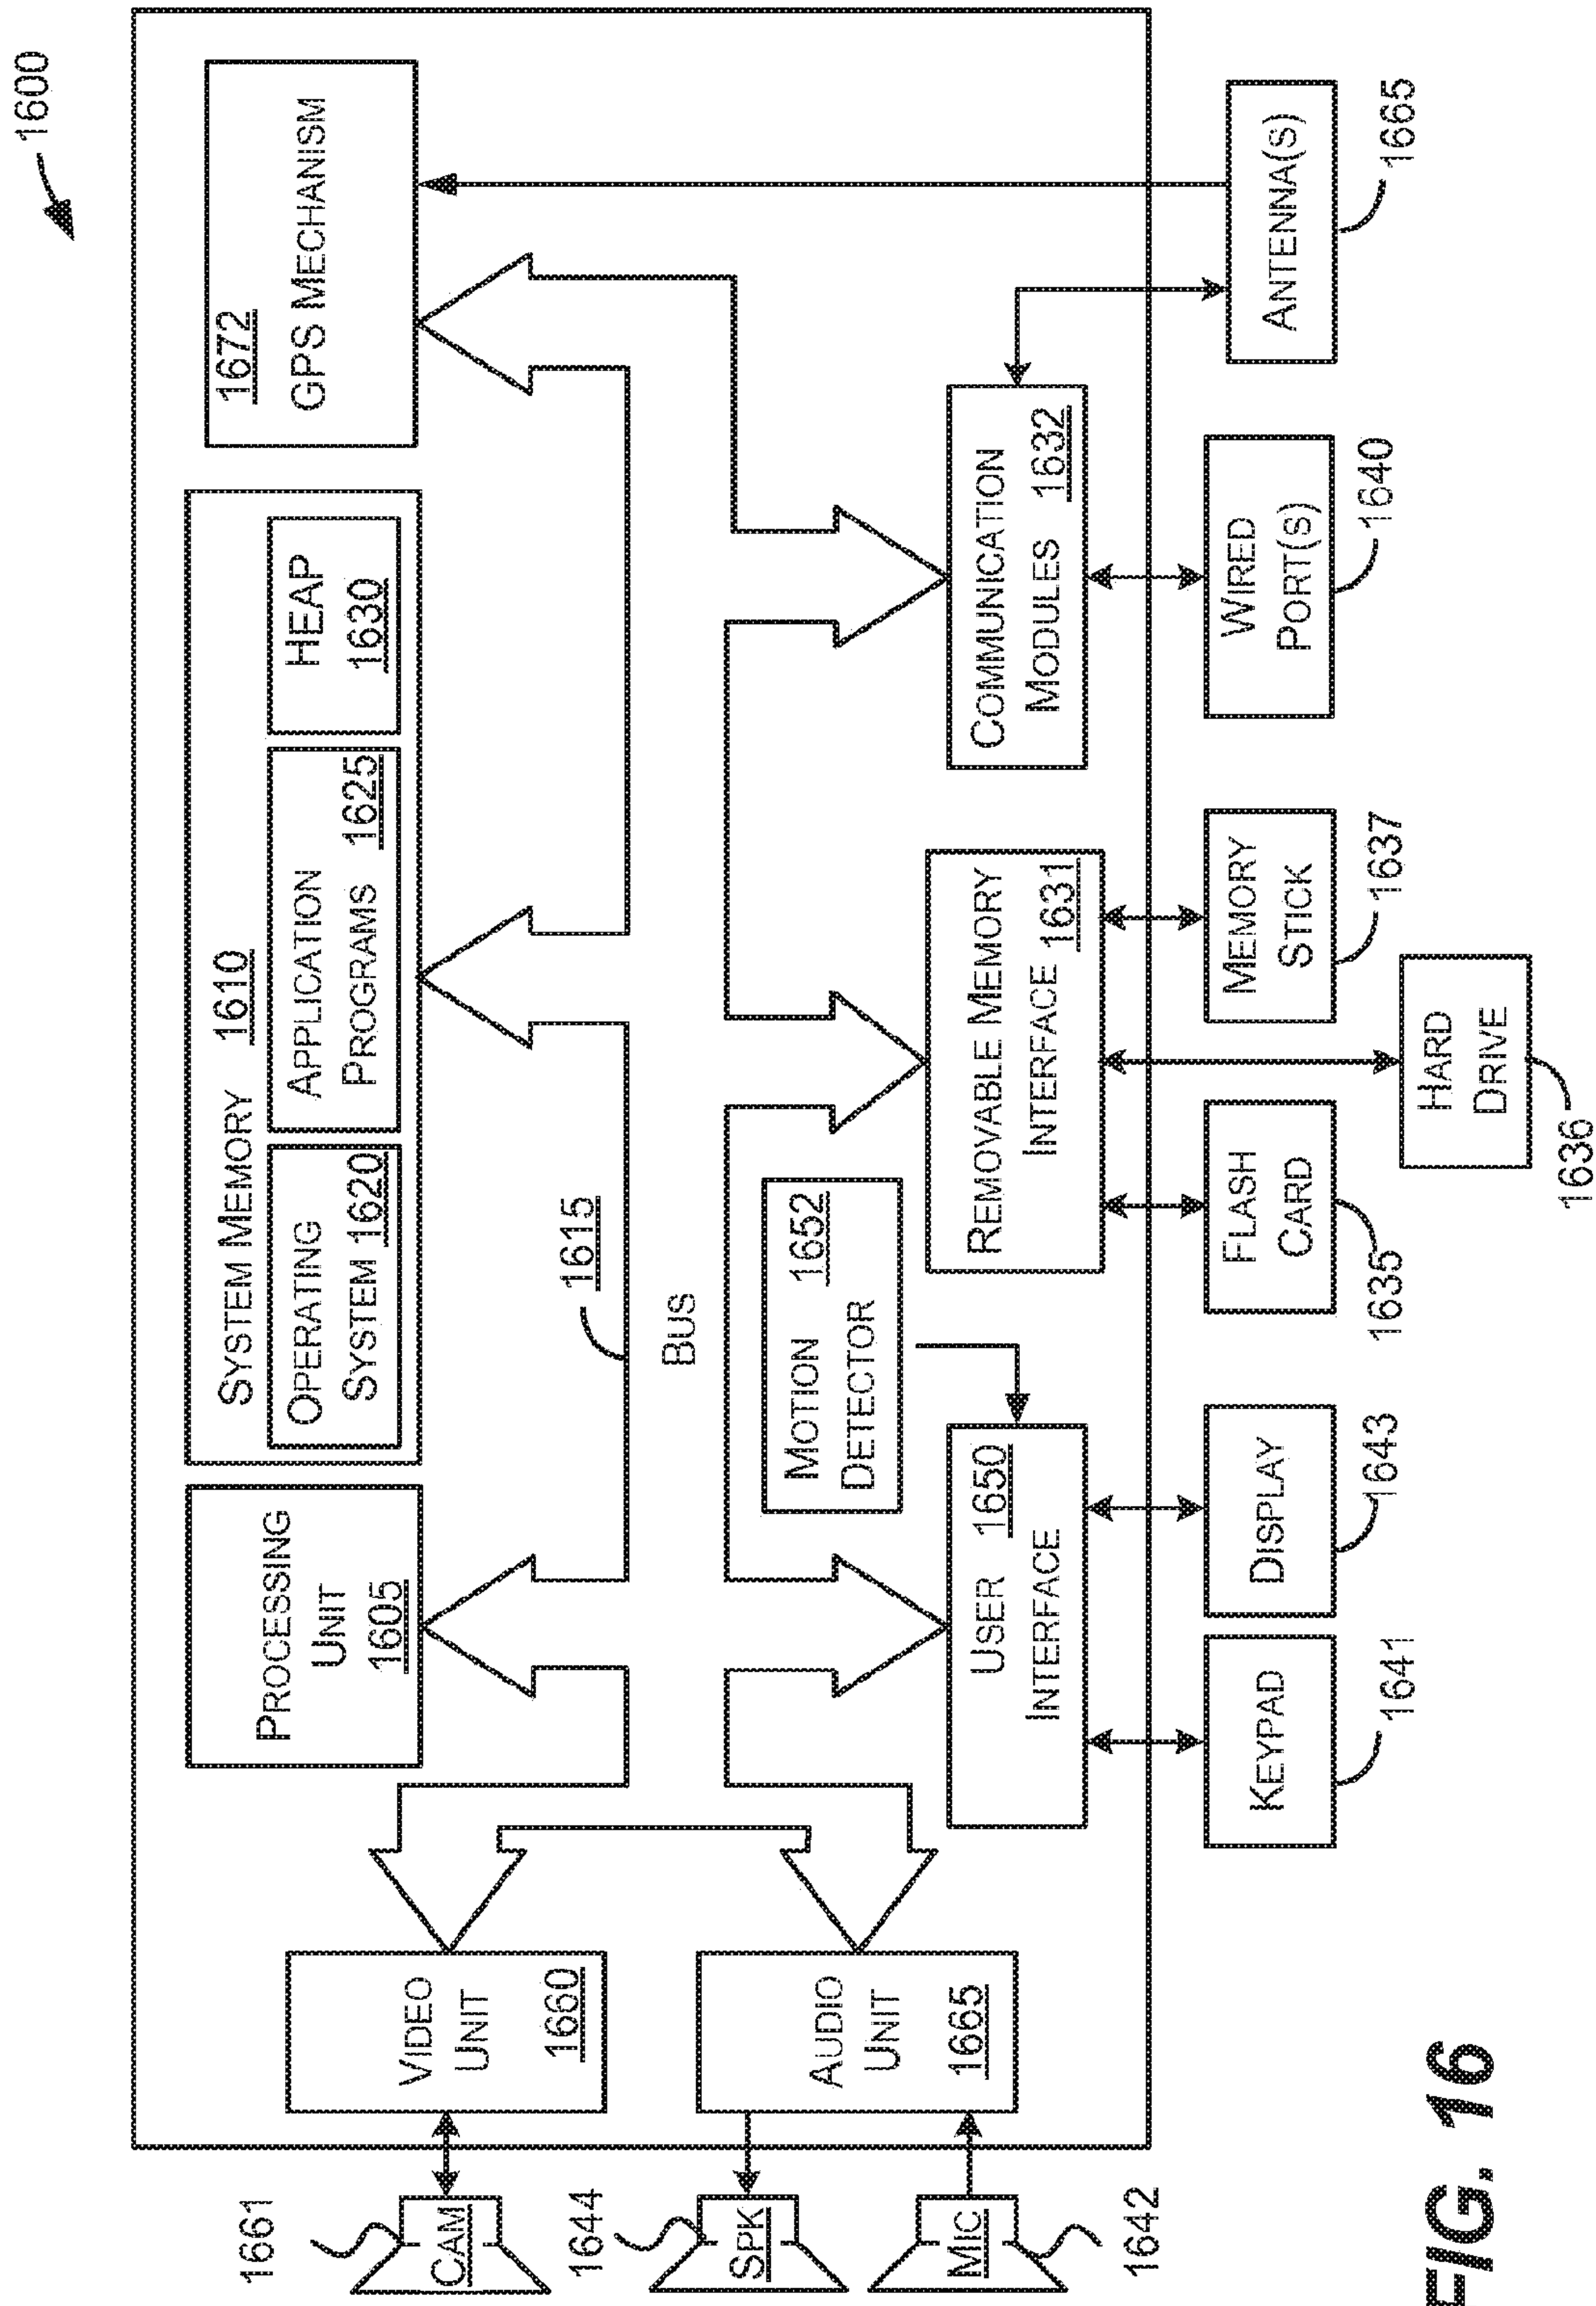 1600
PROCESSING
UNIT
1605
SYSTEM MEMORY 1610
OPERATING
SYSTEM 1620
APPLICATION
PROGRAMS 1625
HEAP
1630
1672
GPS MECHANISM
1661
CAM
VIDEO
UNIT
1660
1615
BUS
1644
SPK
AUDIO
UNIT
1665
MIC
1642
MOTION 1652
DETECTOR
USER 1650
INTERFACE
REMOVABLE MEMORY
INTERFACE 1631
COMMUNICATION
MODULES 1632
KEYPAD
1641
DISPLAY
1643
FLASH
CARD
1635
HARD
DRIVE
1636
MEMORY
STICK
1637
WIRED
PORT(S)
1640
ANTENNA(S)
1665
FIG. 16